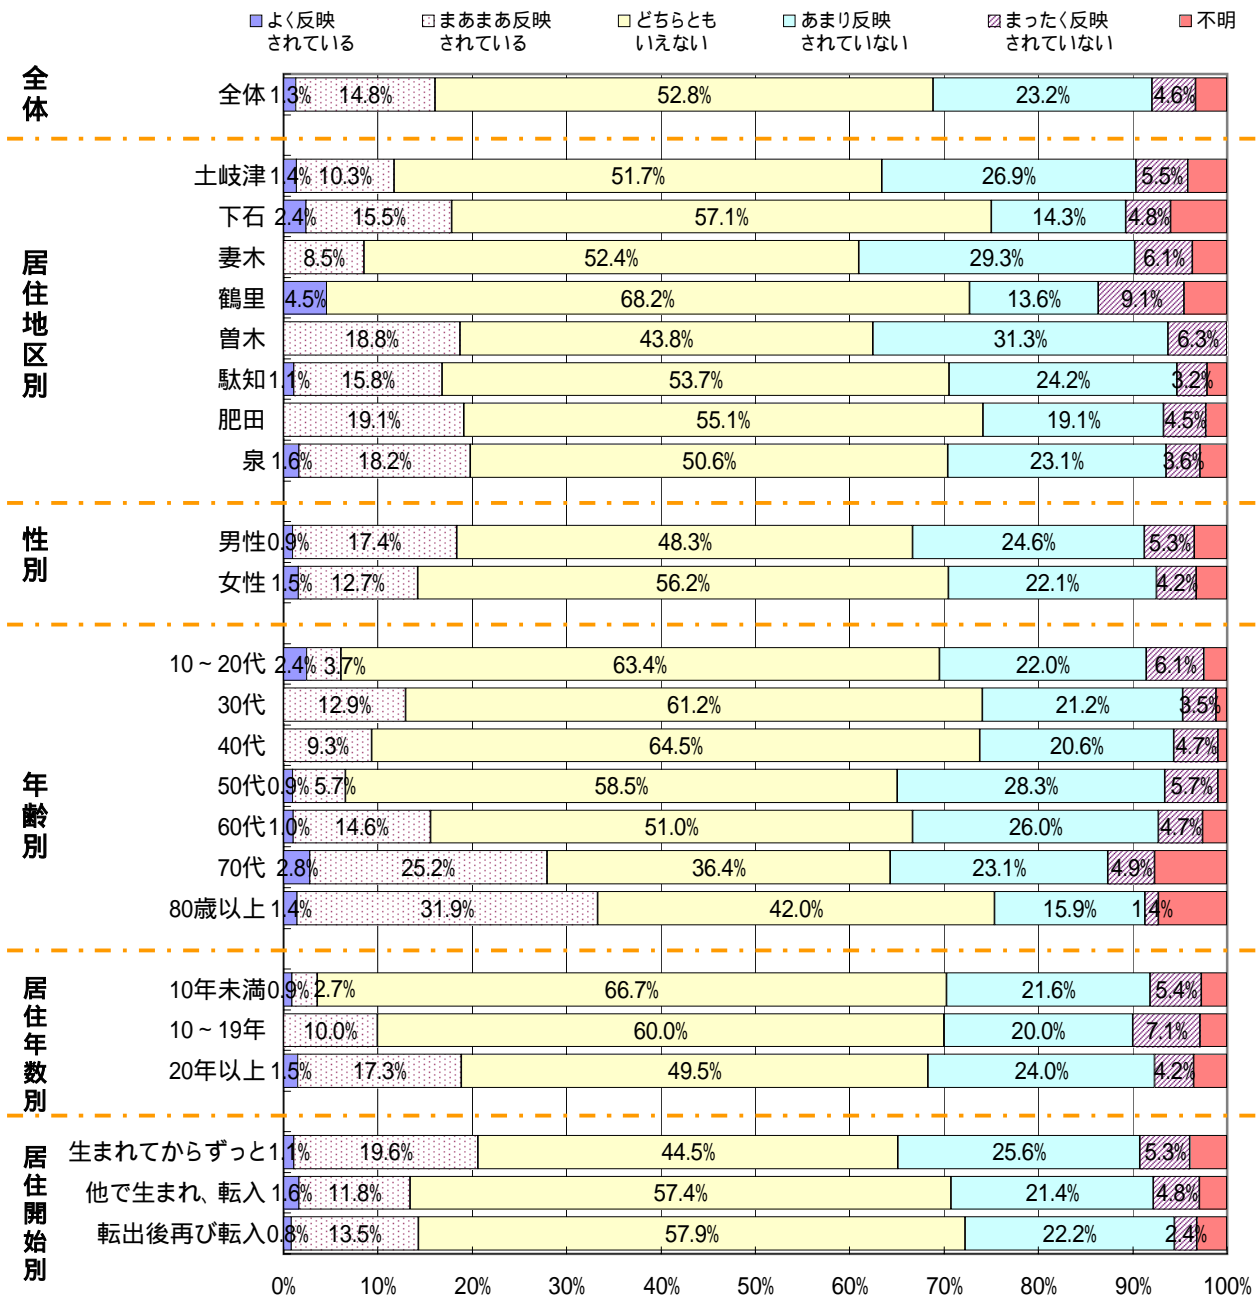 よく反映
されている
まあまあ反映
されている
どちらとも
いえない
あまり反映
されていない
まったく反映
されていない
不明
全体
全体 1.3% 14.8% 52.8% 23.2% 4.6%
居住地区別
土岐津 1.4% 10.3% 51.7% 26.9% 5.5%
下石 2.4% 15.5% 57.1% 14.3% 4.8%
妻木 8.5% 52.4% 29.3% 6.1%
鶴里 4.5% 68.2% 13.6% 9.1%
曽木 18.8% 43.8% 31.3% 6.3%
駄知 1.1% 15.8% 53.7% 24.2% 3.2%
肥田 19.1% 55.1% 19.1% 4.5%
泉 1.6% 18.2% 50.6% 23.1% 3.6%
性別
男性 0.9% 17.4% 48.3% 24.6% 5.3%
女性 1.5% 12.7% 56.2% 22.1% 4.2%
年齢別
10～20代 2.4% 3.7% 63.4% 22.0% 6.1%
30代 12.9% 61.2% 21.2% 3.5%
40代 9.3% 64.5% 20.6% 4.7%
50代 0.9% 5.7% 58.5% 28.3% 5.7%
60代 1.0% 14.6% 51.0% 26.0% 4.7%
70代 2.8% 25.2% 36.4% 23.1% 4.9%
80歳以上 1.4% 31.9% 42.0% 15.9% 1.4%
居住年数別
10年未満 0.9% 2.7% 66.7% 21.6% 5.4%
10～19年 10.0% 60.0% 20.0% 7.1%
20年以上 1.5% 17.3% 49.5% 24.0% 4.2%
居住開始別
生まれてからずっと 1.1% 19.6% 44.5% 25.6% 5.3%
他で生まれ、転入 1.6% 11.8% 57.4% 21.4% 4.8%
転出後再び転入 0.8% 13.5% 57.9% 22.2% 2.4%
0% 10% 20% 30% 40% 50% 60% 70% 80% 90% 100%